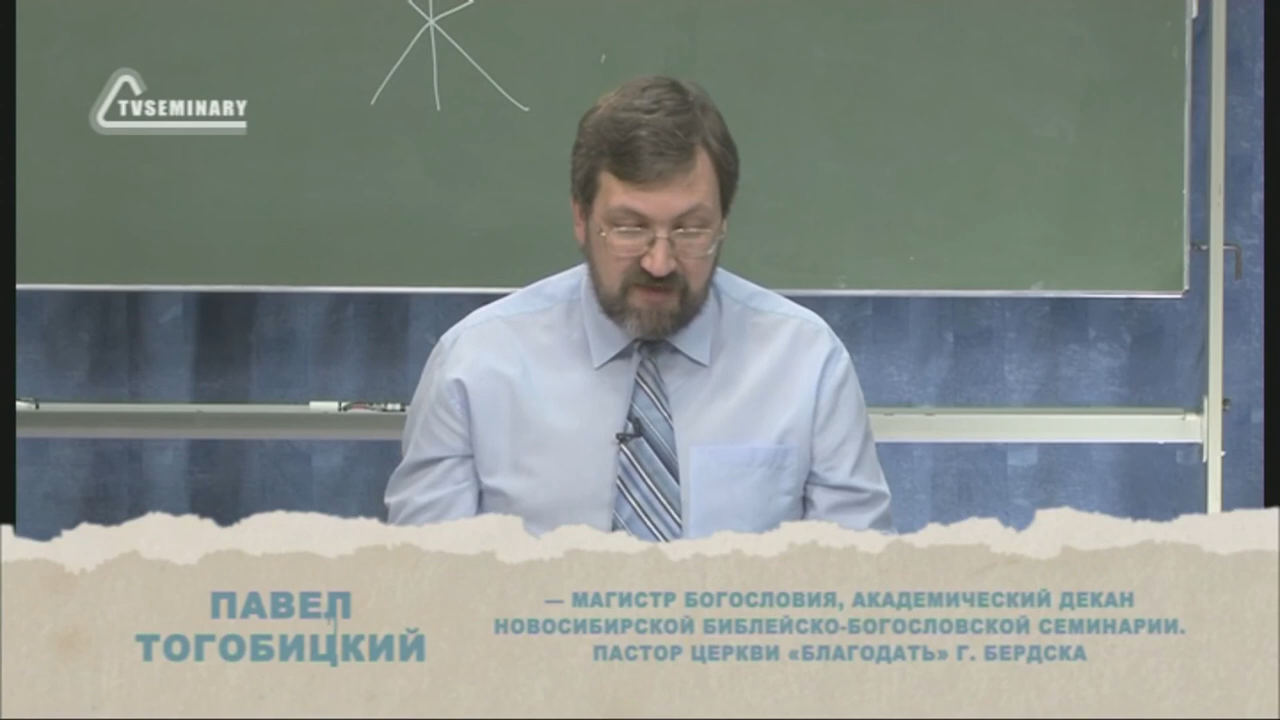 TVSEMINARY
ПАВЕЛ
ТОГОБИЦКИЙ
— МАГИСТР БОГОСЛОВИЯ, АКАДЕМИЧЕСКИЙ ДЕКАН
НОВОСИБИРСКОЙ БИБЛЕЙСКО-БОГОСЛОВСКОЙ СЕМИНАРИИ.
ПАСТОР ЦЕРКВИ «БЛАГОДАТЬ» Г. БЕРДСКА